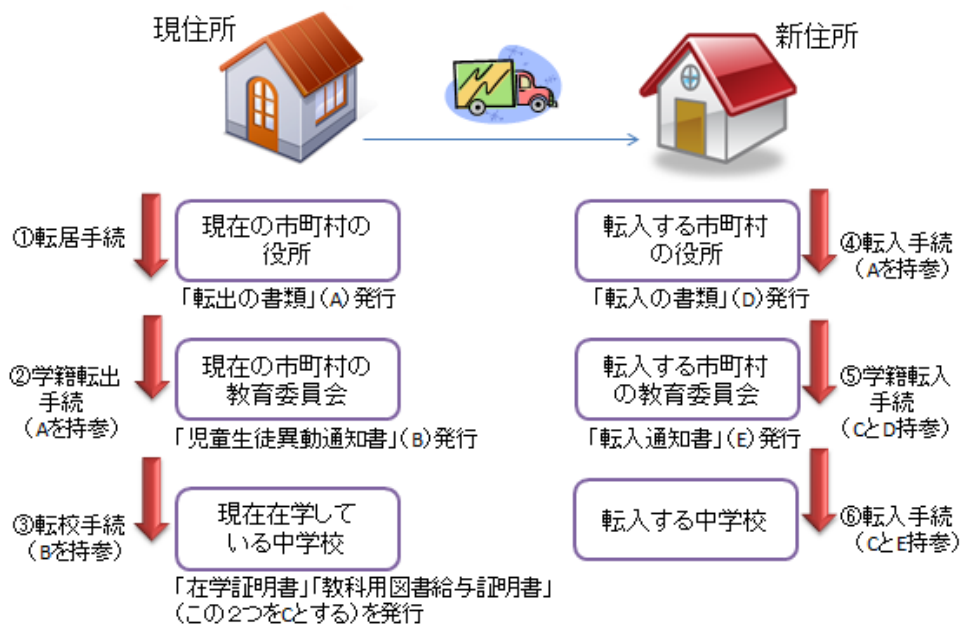 現住所
新住所
①転居手続
現在の市町村の
役所
「転出の書類」(A)発行
②学籍転出
手続
(Aを持参)
現在の市町村の
教育委員会
「児童生徒異動通知書」(B)発行
③転校手続
(Bを持参)
現在在学して
いる中学校
「在学証明書」「教科用図書給与証明書」
(この2つをCとする)を発行
転入する市町村
の役所
「転入の書類」(D)発行
④転入手続
(Aを持参)
転入する市町村
の教育委員会
「転入通知書」(E)発行
⑤学籍転入
手続
(CとD持参)
転入する中学校
⑥転入手続
(CとE持参)